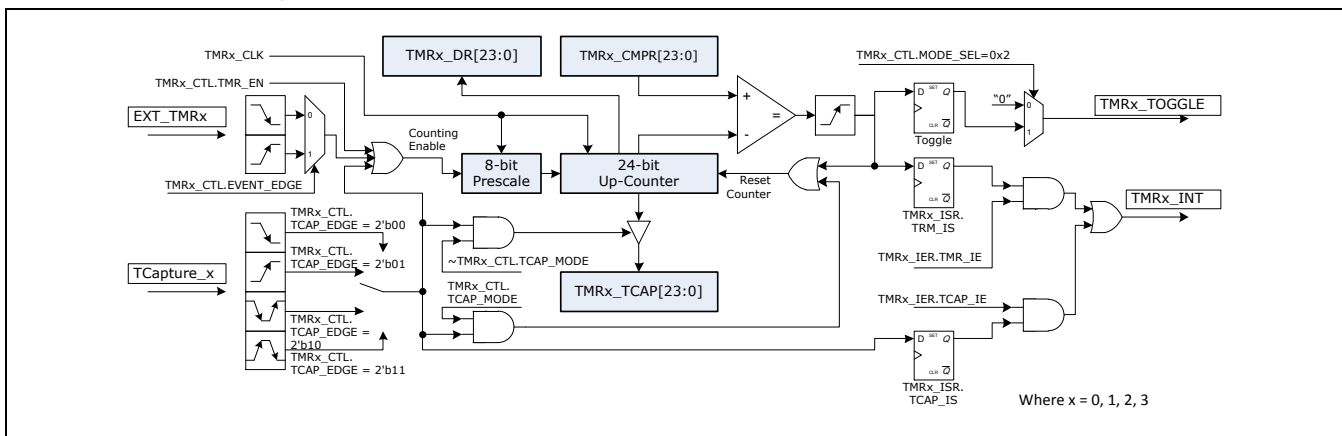 TMRx_CLK
TMRx_DR[23:0]
TMRx_CMPR[23:0]
TMRx_CTL.MODE_SEL=0x2
TMRx_CTL.TMR_EN
EXT_TMRx
0
1
Counting
Enable
TMRx_CTL.EVENT_EDGE
8-bit
Prescale
24-bit
Up-Counter
+
-
=
Reset
Counter
D SET Q
CLR Q
Toggle
"0"
0
1
TMRx_TOGGLE
D SET Q
CLR Q
TMRx_ISR.
TRM_IS
TMRx_IER.TMR_IE
TMRx_INT
TCapture_x
TMRx_CTL.
TCAP_EDGE = 2'b00
TMRx_CTL.
TCAP_EDGE = 2'b01
TMRx_CTL.
TCAP_EDGE =
2'b10
TMRx_CTL.
TCAP_EDGE = 2'b11
~TMRx_CTL.TCAP_MODE
TMRx_CTL.
TCAP_MODE
TMRx_TCAP[23:0]
TMRx_IER.TCAP_IE
D SET Q
CLR Q
TMRx_ISR.
TCAP_IS
Where x = 0, 1, 2, 3